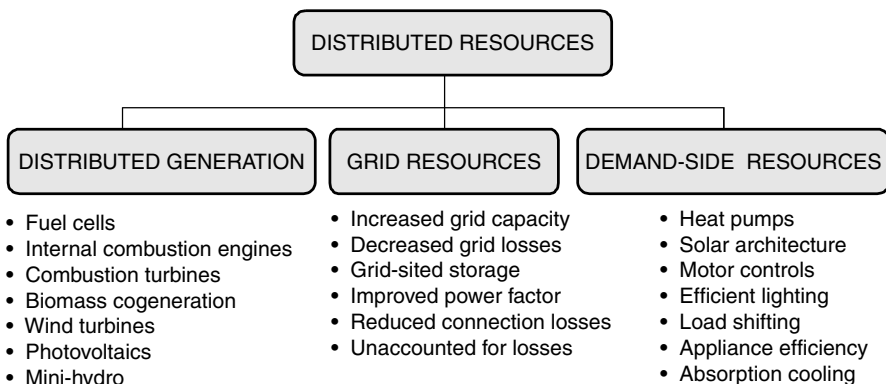 DISTRIBUTED RESOURCES
DISTRIBUTED GENERATION
• Fuel cells
• Internal combustion engines
• Combustion turbines
• Biomass cogeneration
• Wind turbines
• Photovoltaics
• Mini-hydro
GRID RESOURCES
• Increased grid capacity
• Decreased grid losses
• Grid-sited storage
• Improved power factor
• Reduced connection losses
• Unaccounted for losses
DEMAND-SIDE RESOURCES
• Heat pumps
• Solar architecture
• Motor controls
• Efficient lighting
• Load shifting
• Appliance efficiency
• Absorption cooling